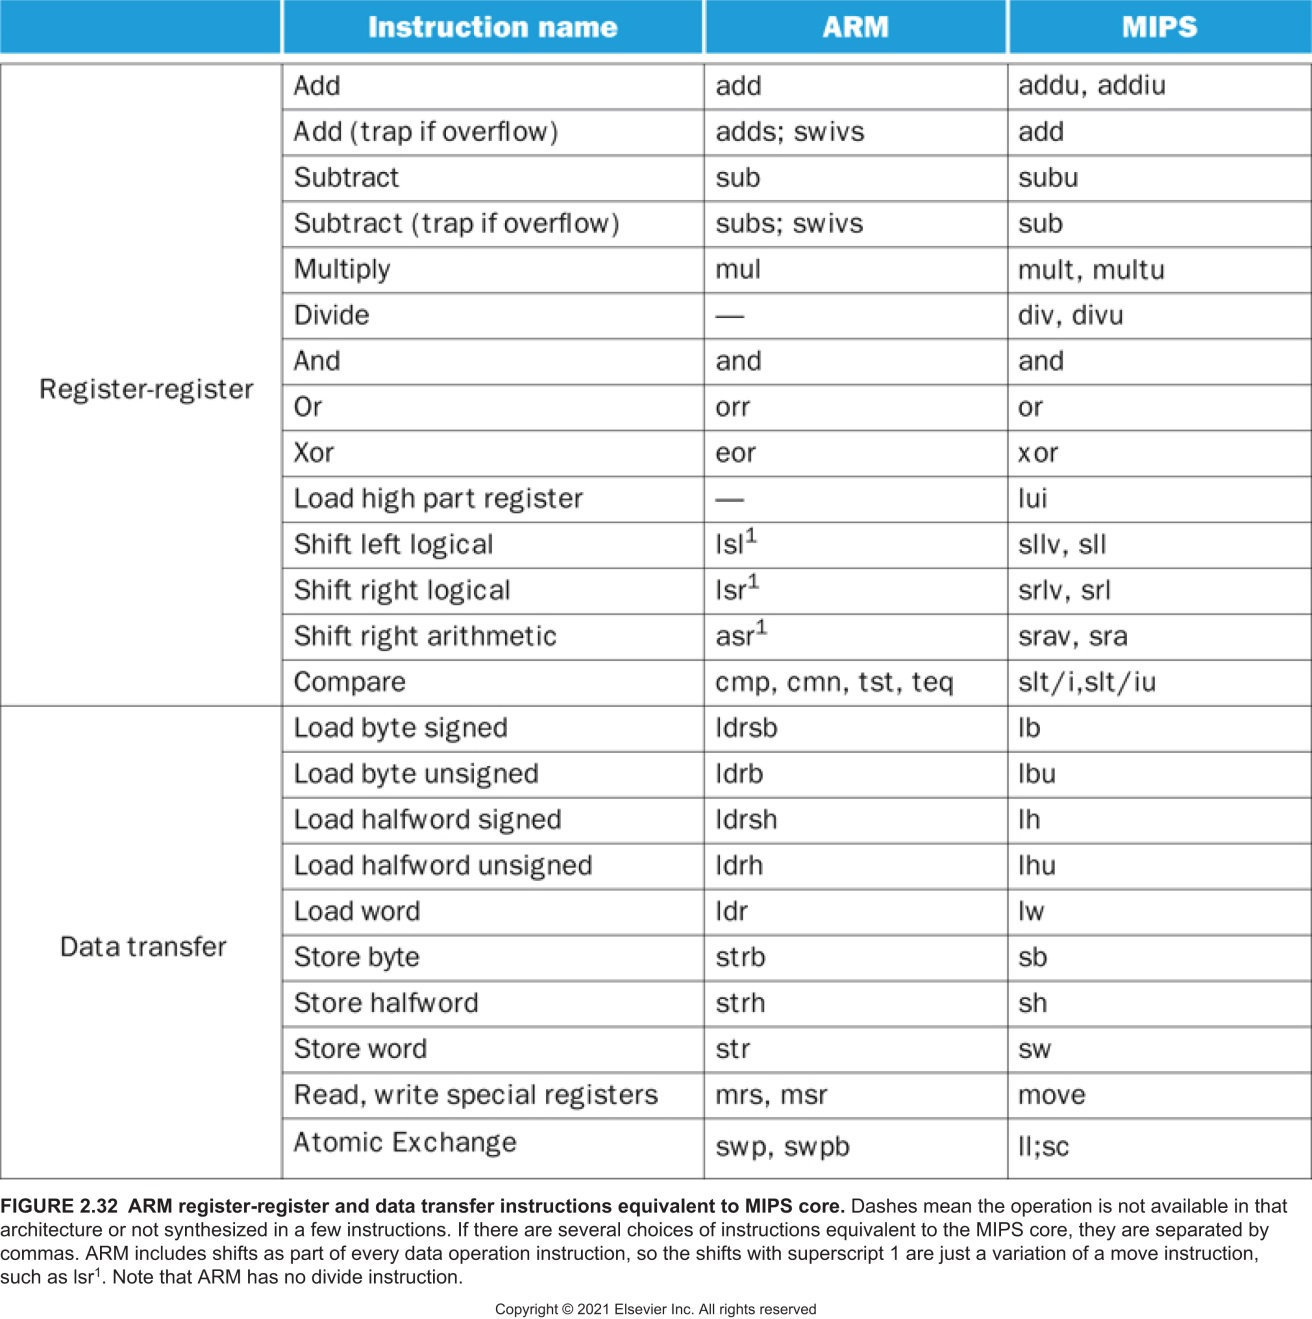 Instruction name ARM MIPS
Register-register
Add add addu, addiu
Add (trap if overflow) adds; swivs add
Subtract sub subu
Subtract (trap if overflow) subs; swivs sub
Multiply mul mult, multu
Divide — div, divu
And and and
Or orr or
Xor eor xor
Load high part register — lui
Shift left logical lsl¹ sllv, sll
Shift right logical lsr¹ srlv, srl
Shift right arithmetic asr¹ srav, sra
Compare cmp, cmn, tst, teq slt/i,slt/iu
Data transfer
Load byte signed ldrsb lb
Load byte unsigned ldrb lbu
Load halfword signed ldrsh lh
Load halfword unsigned ldrh lhu
Load word ldr lw
Store byte strb sb
Store halfword strh sh
Store word str sw
Read, write special registers mrs, msr move
Atomic Exchange swp, swpb ll;sc
FIGURE 2.32 ARM register-register and data transfer instructions equivalent to MIPS core. Dashes mean the operation is not available in that
architecture or not synthesized in a few instructions. If there are several choices of instructions equivalent to the MIPS core, they are separated by
commas. ARM includes shifts as part of every data operation instruction, so the shifts with superscript 1 are just a variation of a move instruction,
such as lsr¹. Note that ARM has no divide instruction.
Copyright © 2021 Elsevier Inc. All rights reserved